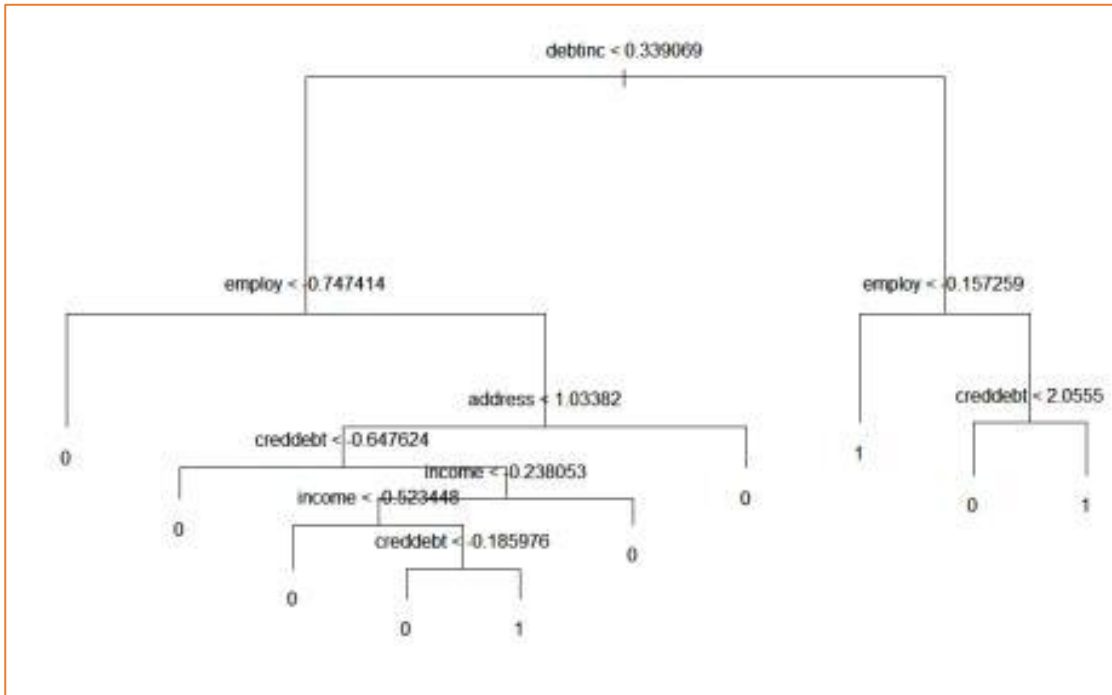 debtinc < 0.339069
employ < -0.747414
employ < -0.157259
address < 1.03382
creddebt < 2.0555
creddebt < -0.647624
0
1
income < -0.238053
income < -0.523448
0
0
1
0
creddebt < -0.185976
0
0
0
1